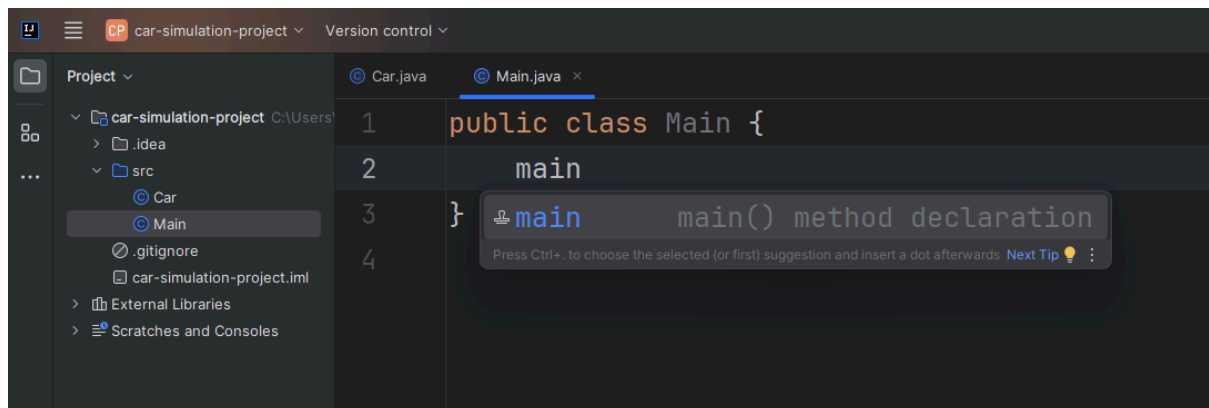 IJ CP car-simulation-project Version control
Project
Car.java Main.java
car-simulation-project C:\Users
.idea
src
Car
Main
.gitignore
car-simulation-project.iml
External Libraries
Scratches and Consoles
1 public class Main {
2 main
3 }
main main() method declaration
Press Ctrl+. to choose the selected (or first) suggestion and insert a dot afterwards Next Tip
4